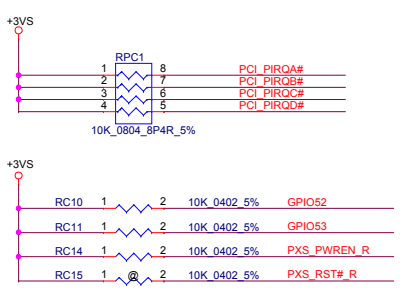 +3VS
RPC1
1 8 PCI_PIRQA#
2 7 PCI_PIRQB#
3 6 PCI_PIRQC#
4 5 PCI_PIRQD#
10K_0804_8P4R_5%
+3VS
RC10 1 2 10K_0402_5% GPIO52
RC11 1 2 10K_0402_5% GPIO53
RC14 1 2 10K_0402_5% PXS_PWREN_R
RC15 1 @ 2 10K_0402_5% PXS_RST#_R